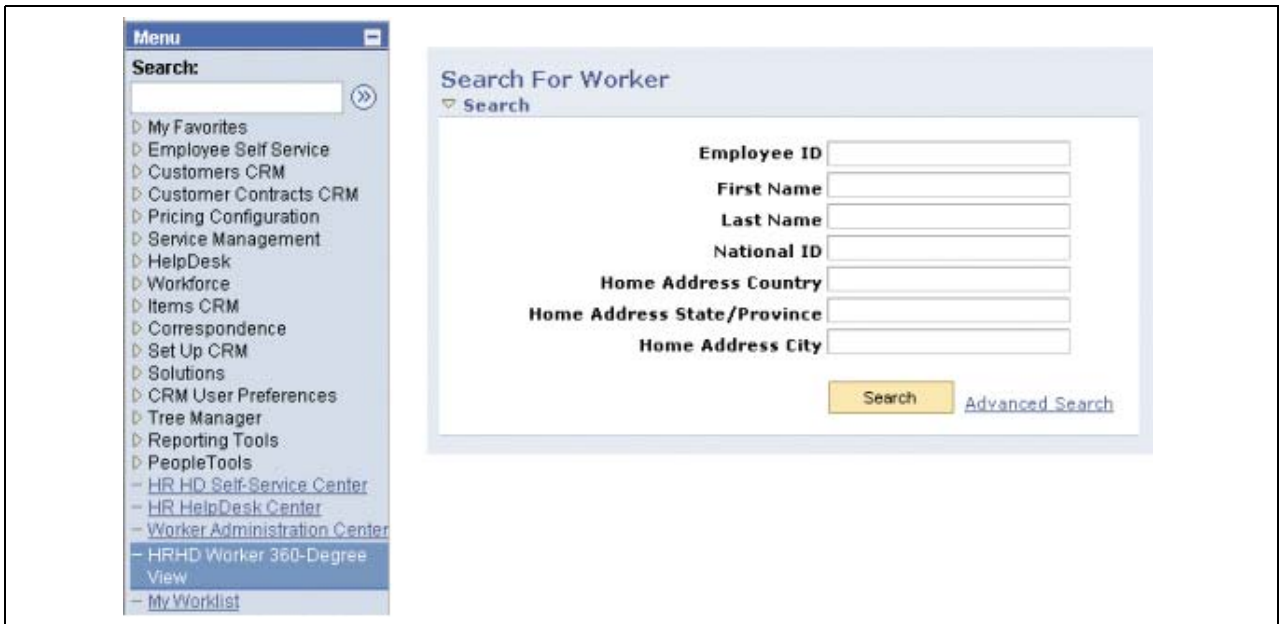 Menu
Search:
My Favorites
Employee Self Service
Customers CRM
Customer Contracts CRM
Pricing Configuration
Service Management
HelpDesk
Workforce
Items CRM
Correspondence
Set Up CRM
Solutions
CRM User Preferences
Tree Manager
Reporting Tools
PeopleTools
HR HD Self-Service Center
HR HelpDesk Center
Worker Administration Center
HRHD Worker 360-Degree
View
My Worklist
Search For Worker
Search
Employee ID
First Name
Last Name
National ID
Home Address Country
Home Address State/Province
Home Address City
Search Advanced Search